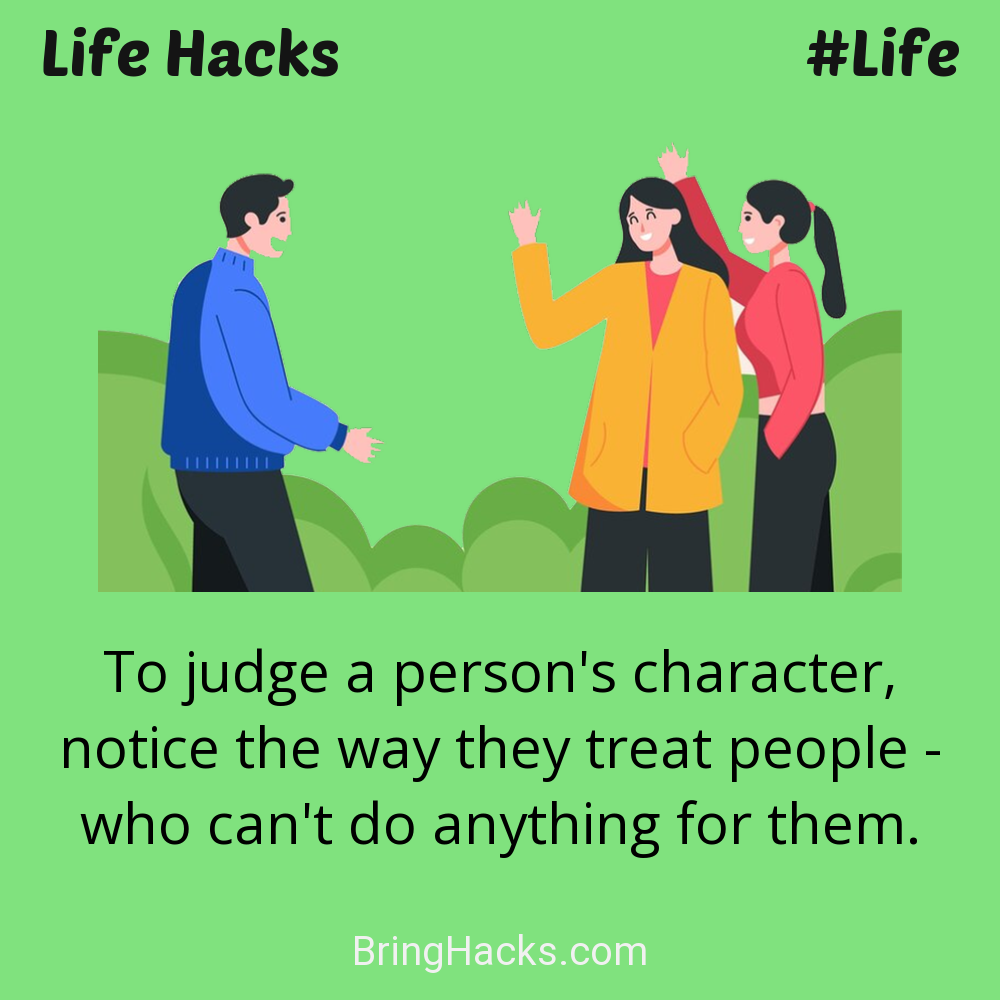 Life Hacks
#Life
To judge a person's character,
notice the way they treat people -
who can't do anything for them.
BringHacks.com